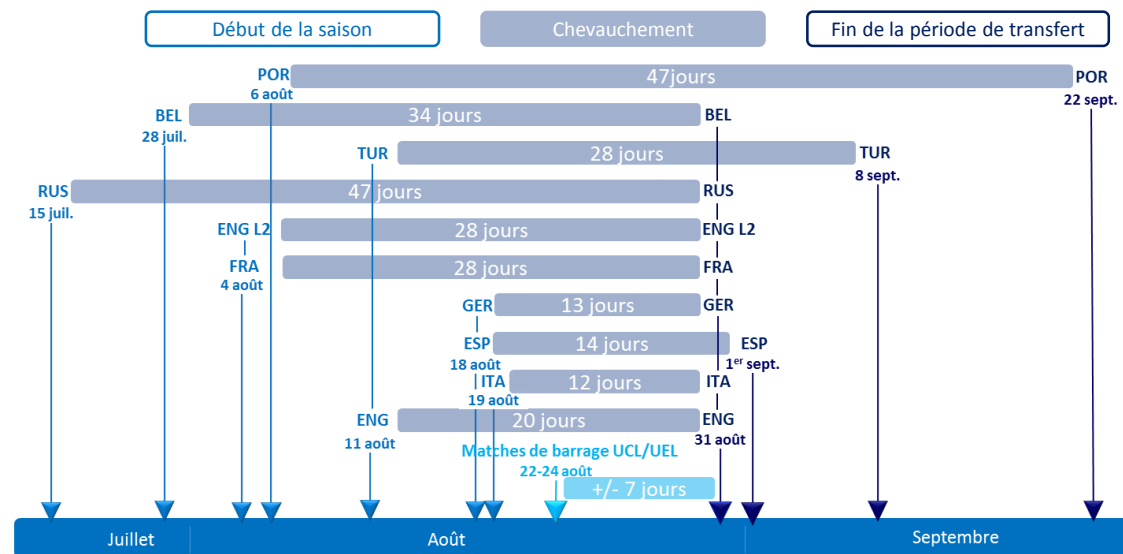 Début de la saison
Chevauchement
Fin de la période de transfert
POR
6 août
47jours
POR
22 sept.
BEL
28 juil.
34 jours
BEL
TUR
28 jours
TUR
8 sept.
RUS
15 juil.
47 jours
RUS
ENG L2
28 jours
ENG L2
FRA
4 août
28 jours
FRA
GER
13 jours
GER
ESP
18 août
14 jours
ESP
1er sept.
ITA
19 août
12 jours
ITA
ENG
11 août
20 jours
ENG
31 août
Matches de barrage UCL/UEL
22-24 août
+/- 7 jours
Juillet
Août
Septembre